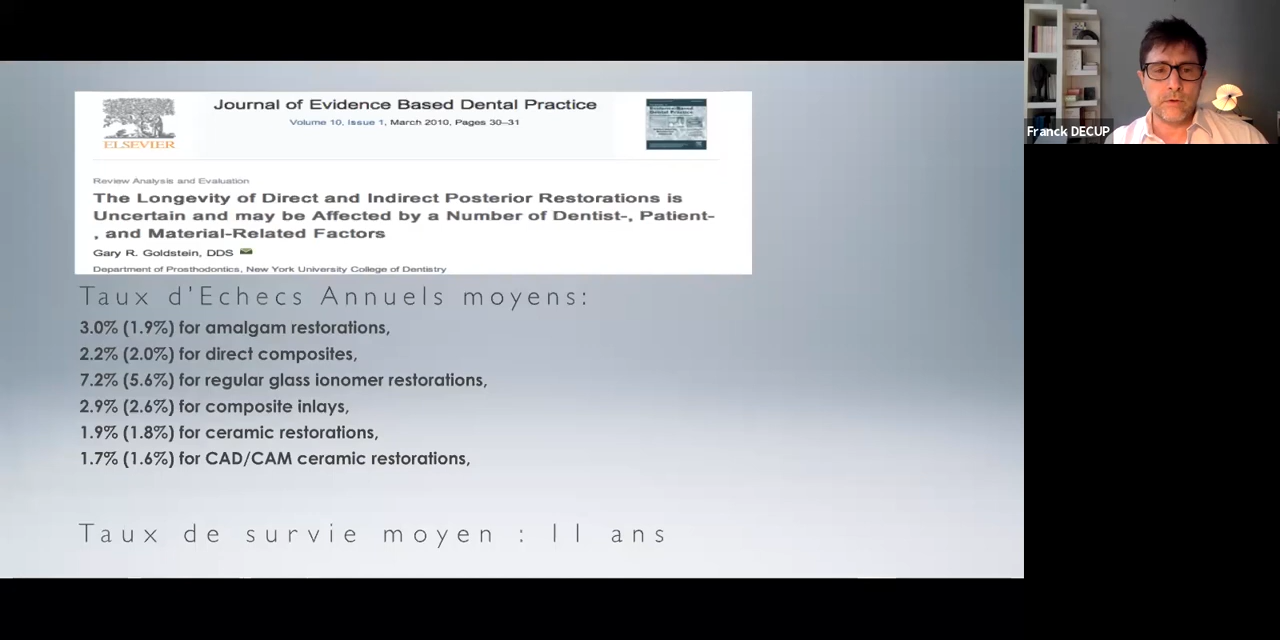 Journal of Evidence Based Dental Practice
Volume 10, Issue 1, March 2010, Pages 30–31
ELSEVIER
Review Analysis and Evaluation
The Longevity of Direct and Indirect Posterior Restorations is
Uncertain and may be Affected by a Number of Dentist-, Patient-
, and Material-Related Factors
Gary R. Goldstein, DDS
Department of Prosthodontics, New York University College of Dentistry
Taux d'Echecs Annuels moyens:
3.0% (1.9%) for amalgam restorations,
2.2% (2.0%) for direct composites,
7.2% (5.6%) for regular glass ionomer restorations,
2.9% (2.6%) for composite inlays,
1.9% (1.8%) for ceramic restorations,
1.7% (1.6%) for CAD/CAM ceramic restorations,
Taux de survie moyen : 11 ans
Franck DECUP